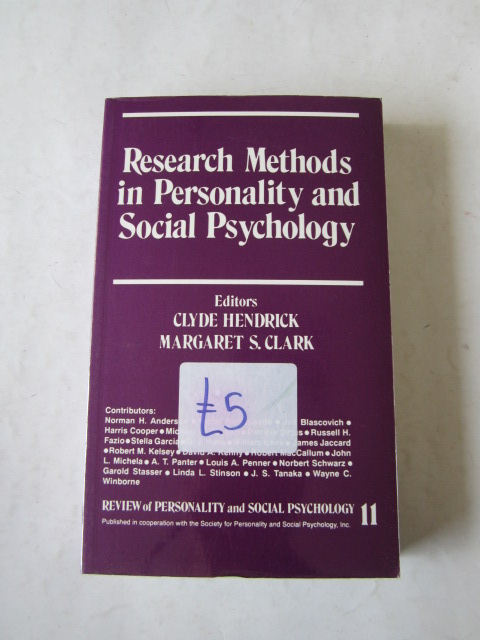 Research Methods
in Personality and
Social Psychology
Editors
CLYDE HENDRICK
MARGARET S. CLARK
£5
Contributors:
Norman H. Anderson Blascovich •
Harris Cooper • • Russell H.
Fazio • Stella Garcia James Jaccard
• Robert M. Kelsey • David A. Kenny • Robert MacCallum • John
L. Michela • A. T. Panter • Louis A. Penner • Norbert Schwarz •
Garold Stasser • Linda L. Stinson • J. S. Tanaka • Wayne C.
Winborne
REVIEW of PERSONALITY and SOCIAL PSYCHOLOGY 11
Published in cooperation with the Society for Personality and Social Psychology, Inc.